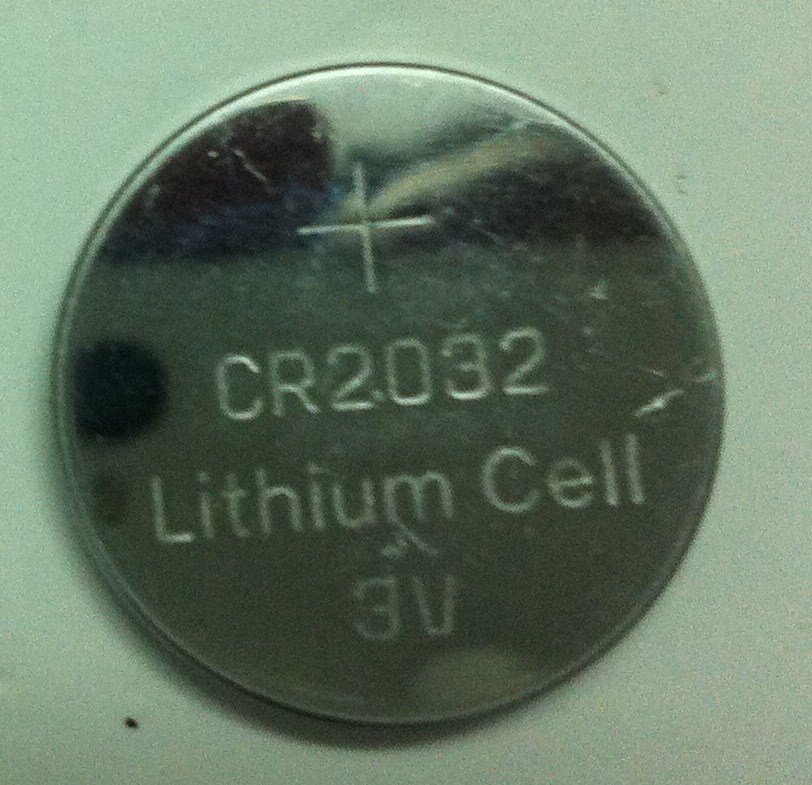 +
CR2032
Lithium Cell
3V